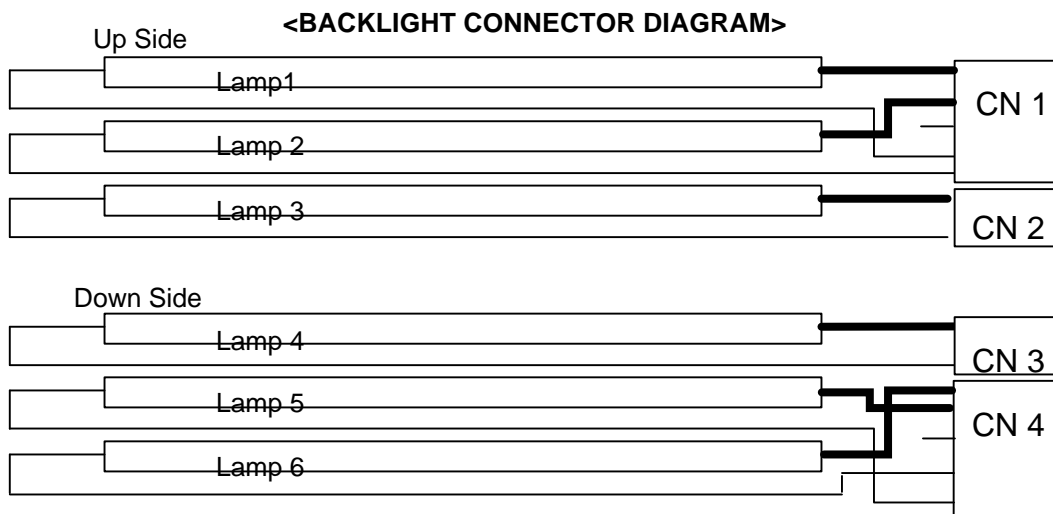 <BACKLIGHT CONNECTOR DIAGRAM>
Up Side
Lamp1
CN 1
Lamp 2
Lamp 3
CN 2
Down Side
Lamp 4
CN 3
Lamp 5
CN 4
Lamp 6